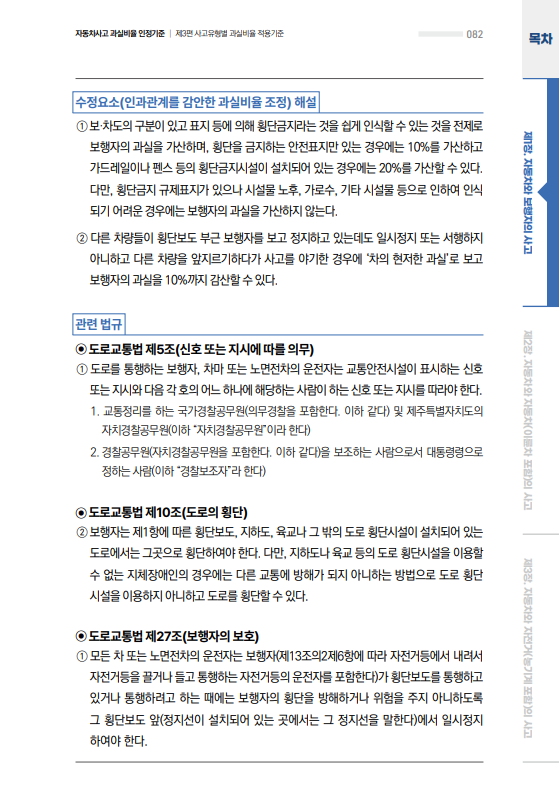 자동차사고 과실비율 인정기준 | 제3편 사고유형별 과실비율 적용기준
082
목차
수정요소(인과관계를 감안한 과실비율 조정) 해설
① 보·차도의 구분이 있고 표지 등에 의해 횡단금지라는 것을 쉽게 인식할 수 있는 것을 전제로
보행자의 과실을 가산하며, 횡단을 금지하는 안전표지만 있는 경우에는 10%를 가산하고
가드레일이나 펜스 등의 횡단금지시설이 설치되어 있는 경우에는 20%를 가산할 수 있다.
다만, 횡단금지 규제표지가 있으나 시설물 노후, 가로수, 기타 시설물 등으로 인하여 인식
되기 어려운 경우에는 보행자의 과실을 가산하지 않는다.
② 다른 차량들이 횡단보도 부근 보행자를 보고 정지하고 있는데도 일시정지 또는 서행하지
아니하고 다른 차량을 앞지르기하다가 사고를 야기한 경우에 ‘차의 현저한 과실’로 보고
보행자의 과실을 10%까지 감산할 수 있다.
관련 법규
◉ 도로교통법 제5조(신호 또는 지시에 따를 의무)
① 도로를 통행하는 보행자, 차마 또는 노면전차의 운전자는 교통안전시설이 표시하는 신호
또는 지시와 다음 각 호의 어느 하나에 해당하는 사람이 하는 신호 또는 지시를 따라야 한다.
1. 교통정리를 하는 국가경찰공무원(의무경찰을 포함한다. 이하 같다) 및 제주특별자치도의
자치경찰공무원(이하 “자치경찰공무원”이라 한다)
2. 경찰공무원(자치경찰공무원을 포함한다. 이하 같다)을 보조하는 사람으로서 대통령령으로
정하는 사람(이하 “경찰보조자”라 한다)
◉ 도로교통법 제10조(도로의 횡단)
② 보행자는 제1항에 따른 횡단보도, 지하도, 육교나 그 밖의 도로 횡단시설이 설치되어 있는
도로에서는 그곳으로 횡단하여야 한다. 다만, 지하도나 육교 등의 도로 횡단시설을 이용할
수 없는 지체장애인의 경우에는 다른 교통에 방해가 되지 아니하는 방법으로 도로 횡단
시설을 이용하지 아니하고 도로를 횡단할 수 있다.
◉ 도로교통법 제27조(보행자의 보호)
① 모든 차 또는 노면전차의 운전자는 보행자(제13조의2제6항에 따라 자전거등에서 내려서
자전거등을 끌거나 들고 통행하는 자전거등의 운전자를 포함한다)가 횡단보도를 통행하고
있거나 통행하려고 하는 때에는 보행자의 횡단을 방해하거나 위험을 주지 아니하도록
그 횡단보도 앞(정지선이 설치되어 있는 곳에서는 그 정지선을 말한다)에서 일시정지
하여야 한다.
제1장. 자동차와 보행자의 사고
제2장. 자동차와 자동차(이륜차 포함)의 사고
제3장. 자동차와 자전거(농기계 포함)의 사고